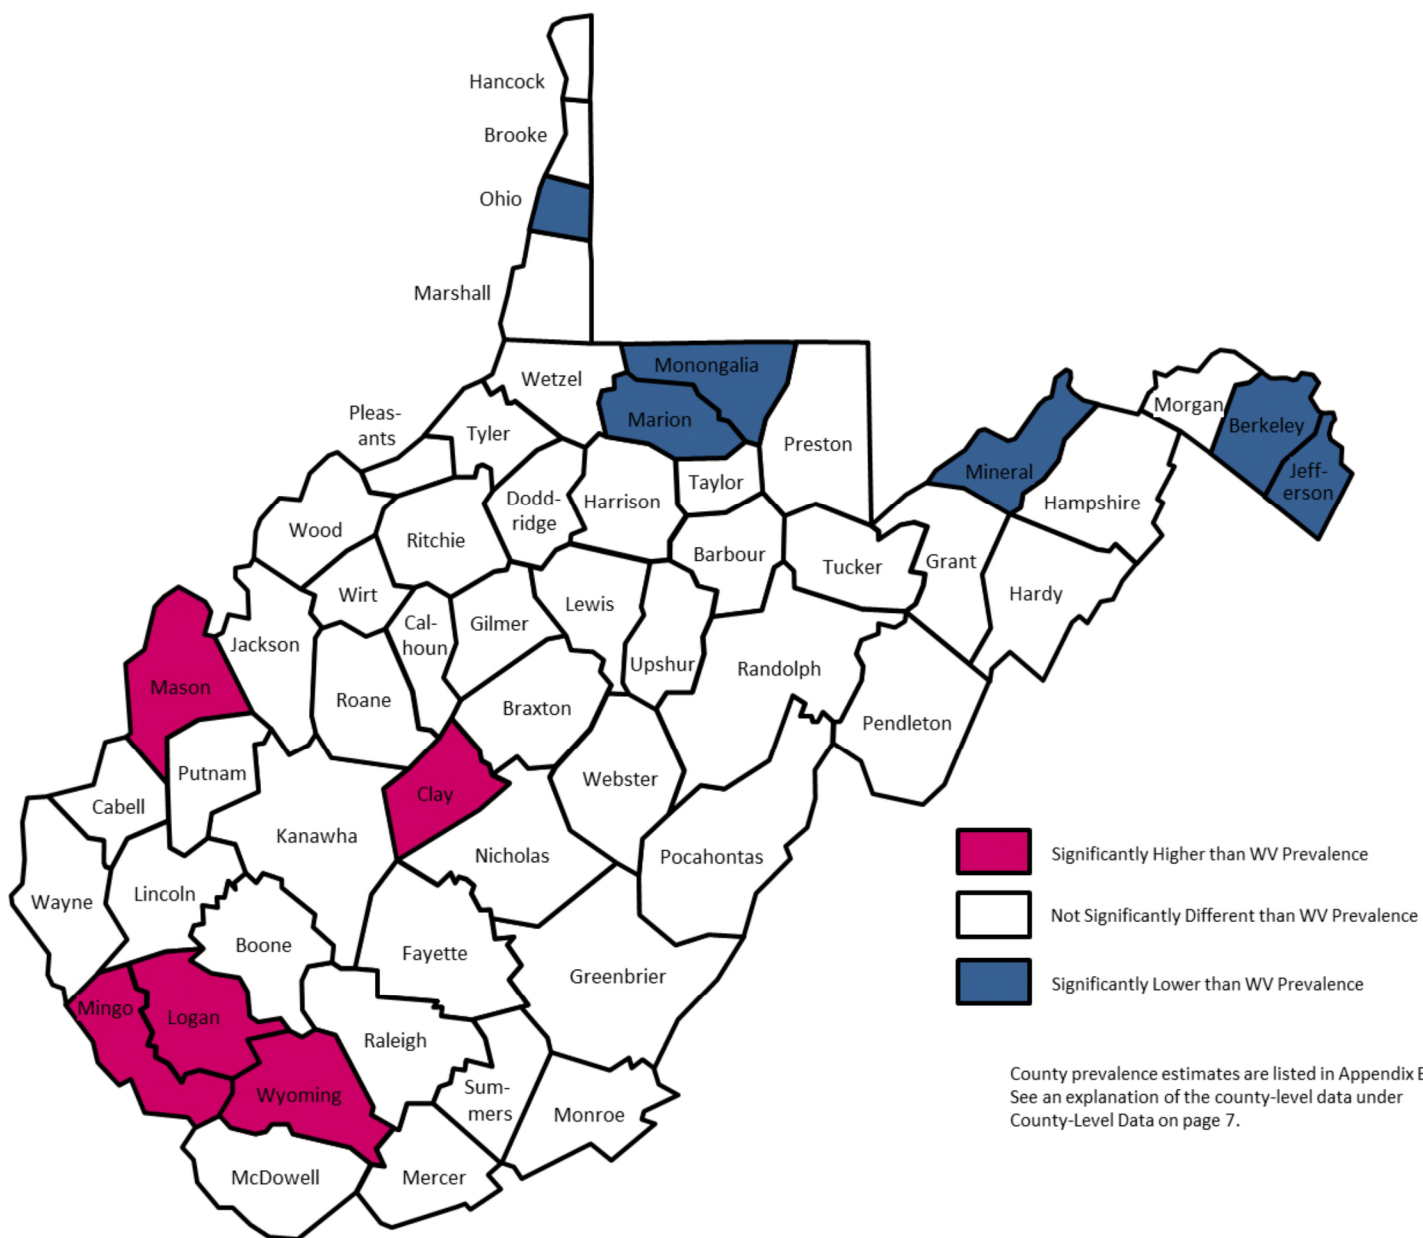 Hancock
Brooke
Ohio
Marshall
Wetzel
Monongalia
Marion
Pleas-
ants
Tyler
Preston
Morgan
Berkeley
Jeff-
erson
Mineral
Hampshire
Wood
Ritchie
Dodd-
ridge
Harrison
Taylor
Barbour
Tucker
Grant
Hardy
Wirt
Cal-
houn
Gilmer
Lewis
Upshur
Randolph
Jackson
Mason
Roane
Braxton
Pendleton
Putnam
Cabell
Clay
Webster
Kanawha
Nicholas
Pocahontas
Wayne
Lincoln
Boone
Fayette
Greenbrier
Mingo
Logan
Raleigh
Wyoming
Sum-
mers
Monroe
McDowell
Mercer
Significantly Higher than WV Prevalence
Not Significantly Different than WV Prevalence
Significantly Lower than WV Prevalence
County prevalence estimates are listed in Appendix E
See an explanation of the county-level data under
County-Level Data on page 7.